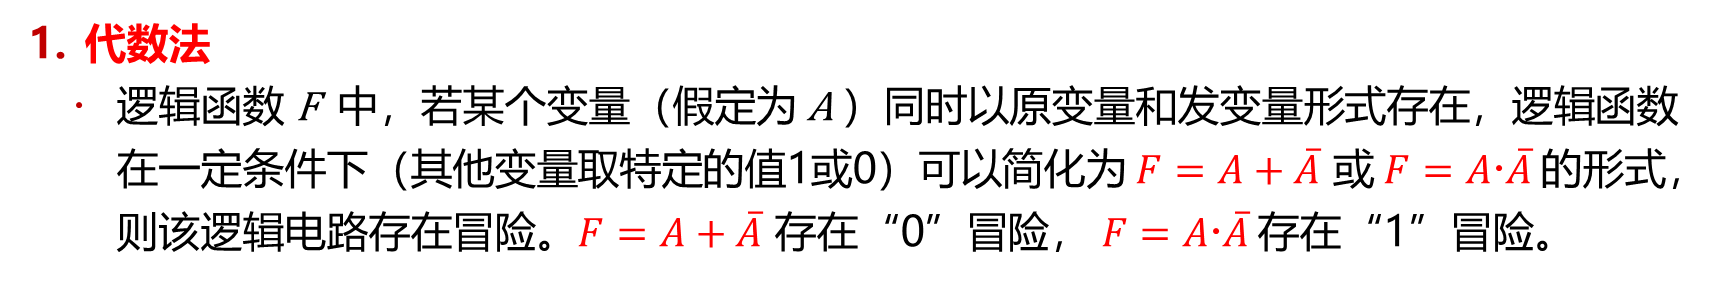 1. 代数法
· 逻辑函数 F 中，若某个变量（假定为 A ）同时以原变量和发变量形式存在，逻辑函数
在一定条件下（其他变量取特定的值1或0）可以简化为 F = A + Ā 或 F = A·Ā 的形式，
则该逻辑电路存在冒险。F = A + Ā 存在“0”冒险， F = A·Ā 存在“1”冒险。